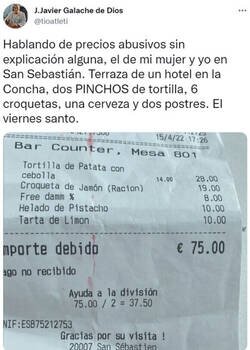 J.Javier Galache de Dios
@tioatleti
Hablando de precios abusivos sin
explicación alguna, el de mi mujer y yo en
San Sebastián. Terraza de un hotel en la
Concha, dos PINCHOS de tortilla, 6
croquetas, una cerveza y dos postres. El
viernes santo.
15/4/22 17:26
Bar Counter. Mesa 801
Tortilla de Patata con 14.00 28.00
cebolla
Croqueta de Jamón (Racion) 19.00
Free damm % 8.00
Helado de Pistacho 10.00
Tarta de Limon 10.00
mporte debido € 75.00
ago no recibido
Ayuda a la división
75.00 / 2 = 37.50
NIF:ESB75212753
Gracias por su visita !
20007 San Sébastien